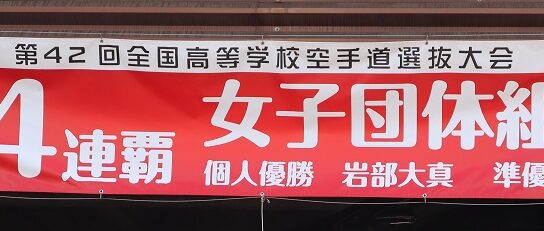 第42回全国高等学校空手道選抜大会
4連覇 女子団体組
個人優勝 岩部大真 準優